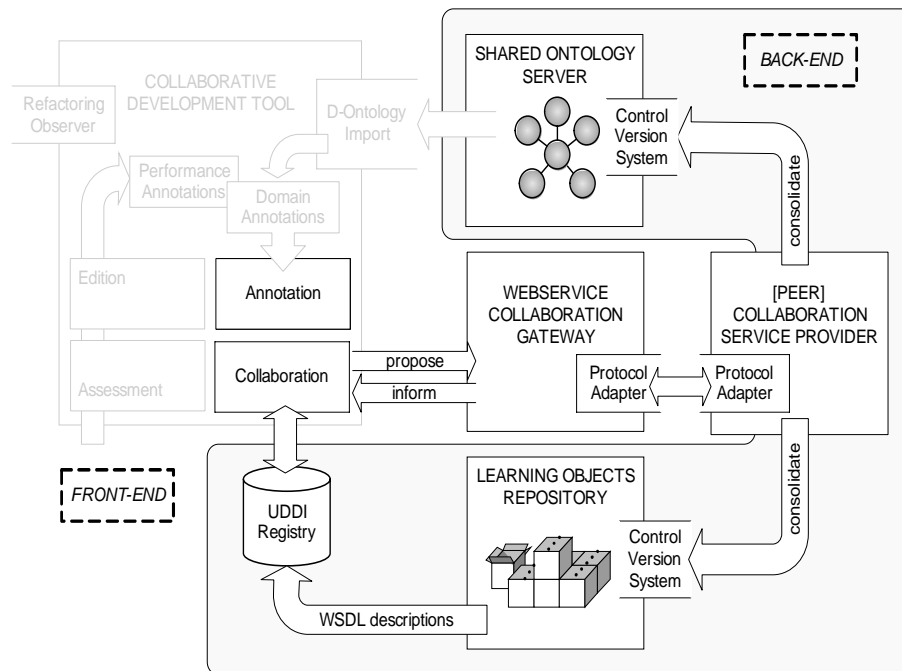 SHARED ONTOLOGY
SERVER
BACK-END
COLLABORATIVE
DEVELOPMENT TOOL
Refactoring
Observer
D-Ontology
Import
Control
Version
System
Performance
Annotations
Domain
Annotations
consolidate
Edition
Annotation
WEBSERVICE
COLLABORATION
GATEWAY
[PEER]
COLLABORATION
SERVICE PROVIDER
Assessment
Collaboration
propose
inform
Protocol
Adapter
Protocol
Adapter
FRONT-END
UDDI
Registry
LEARNING OBJECTS
REPOSITORY
Control
Version
System
consolidate
WSDL descriptions